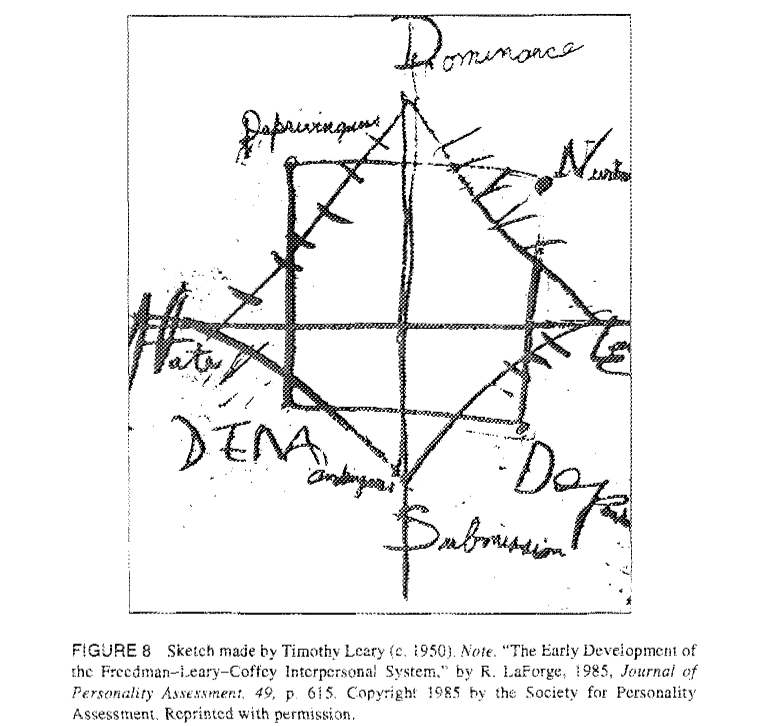 Dominance
Hate
Submission
FIGURE 8 Sketch made by Timothy Leary (c. 1950). Note. “The Early Development of
the Freedman–Leary–Coffey Interpersonal System,” by R. LaForge, 1985, Journal of
Personality Assessment, 49, p. 615. Copyright 1985 by the Society for Personality
Assessment. Reprinted with permission.